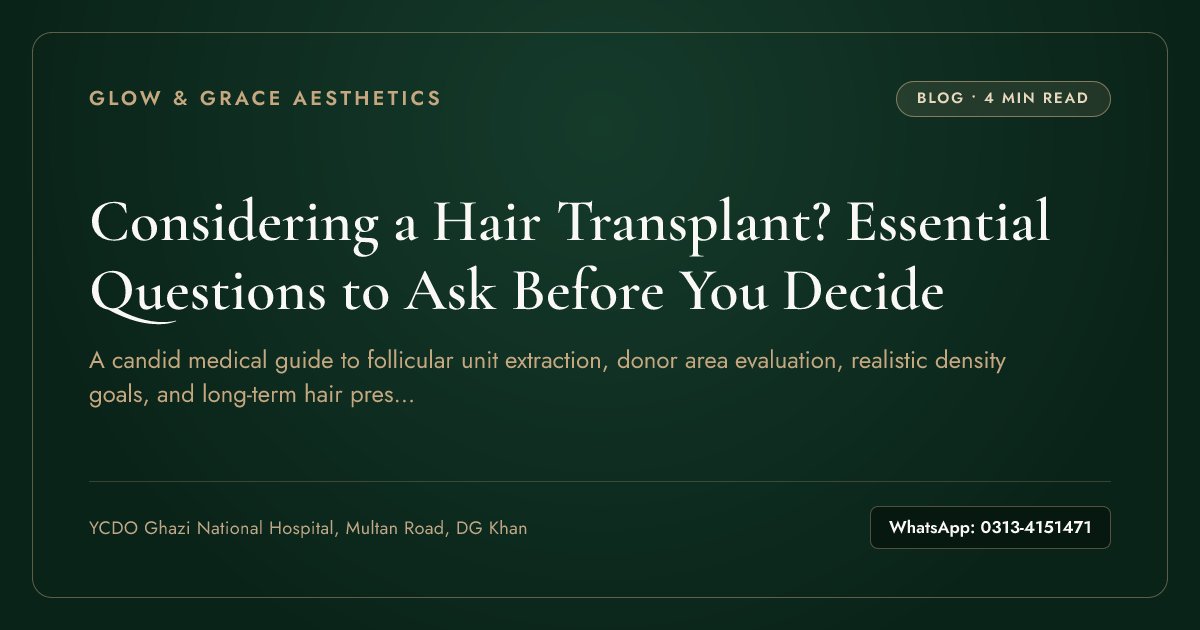 GLOW & GRACE AESTHETICS
BLOG · 4 MIN READ
Considering a Hair Transplant? Essential
Questions to Ask Before You Decide
A candid medical guide to follicular unit extraction, donor area evaluation, realistic density
goals, and long-term hair pres...
YCDO Ghazi National Hospital, Multan Road, DG Khan
WhatsApp: 0313-4151471